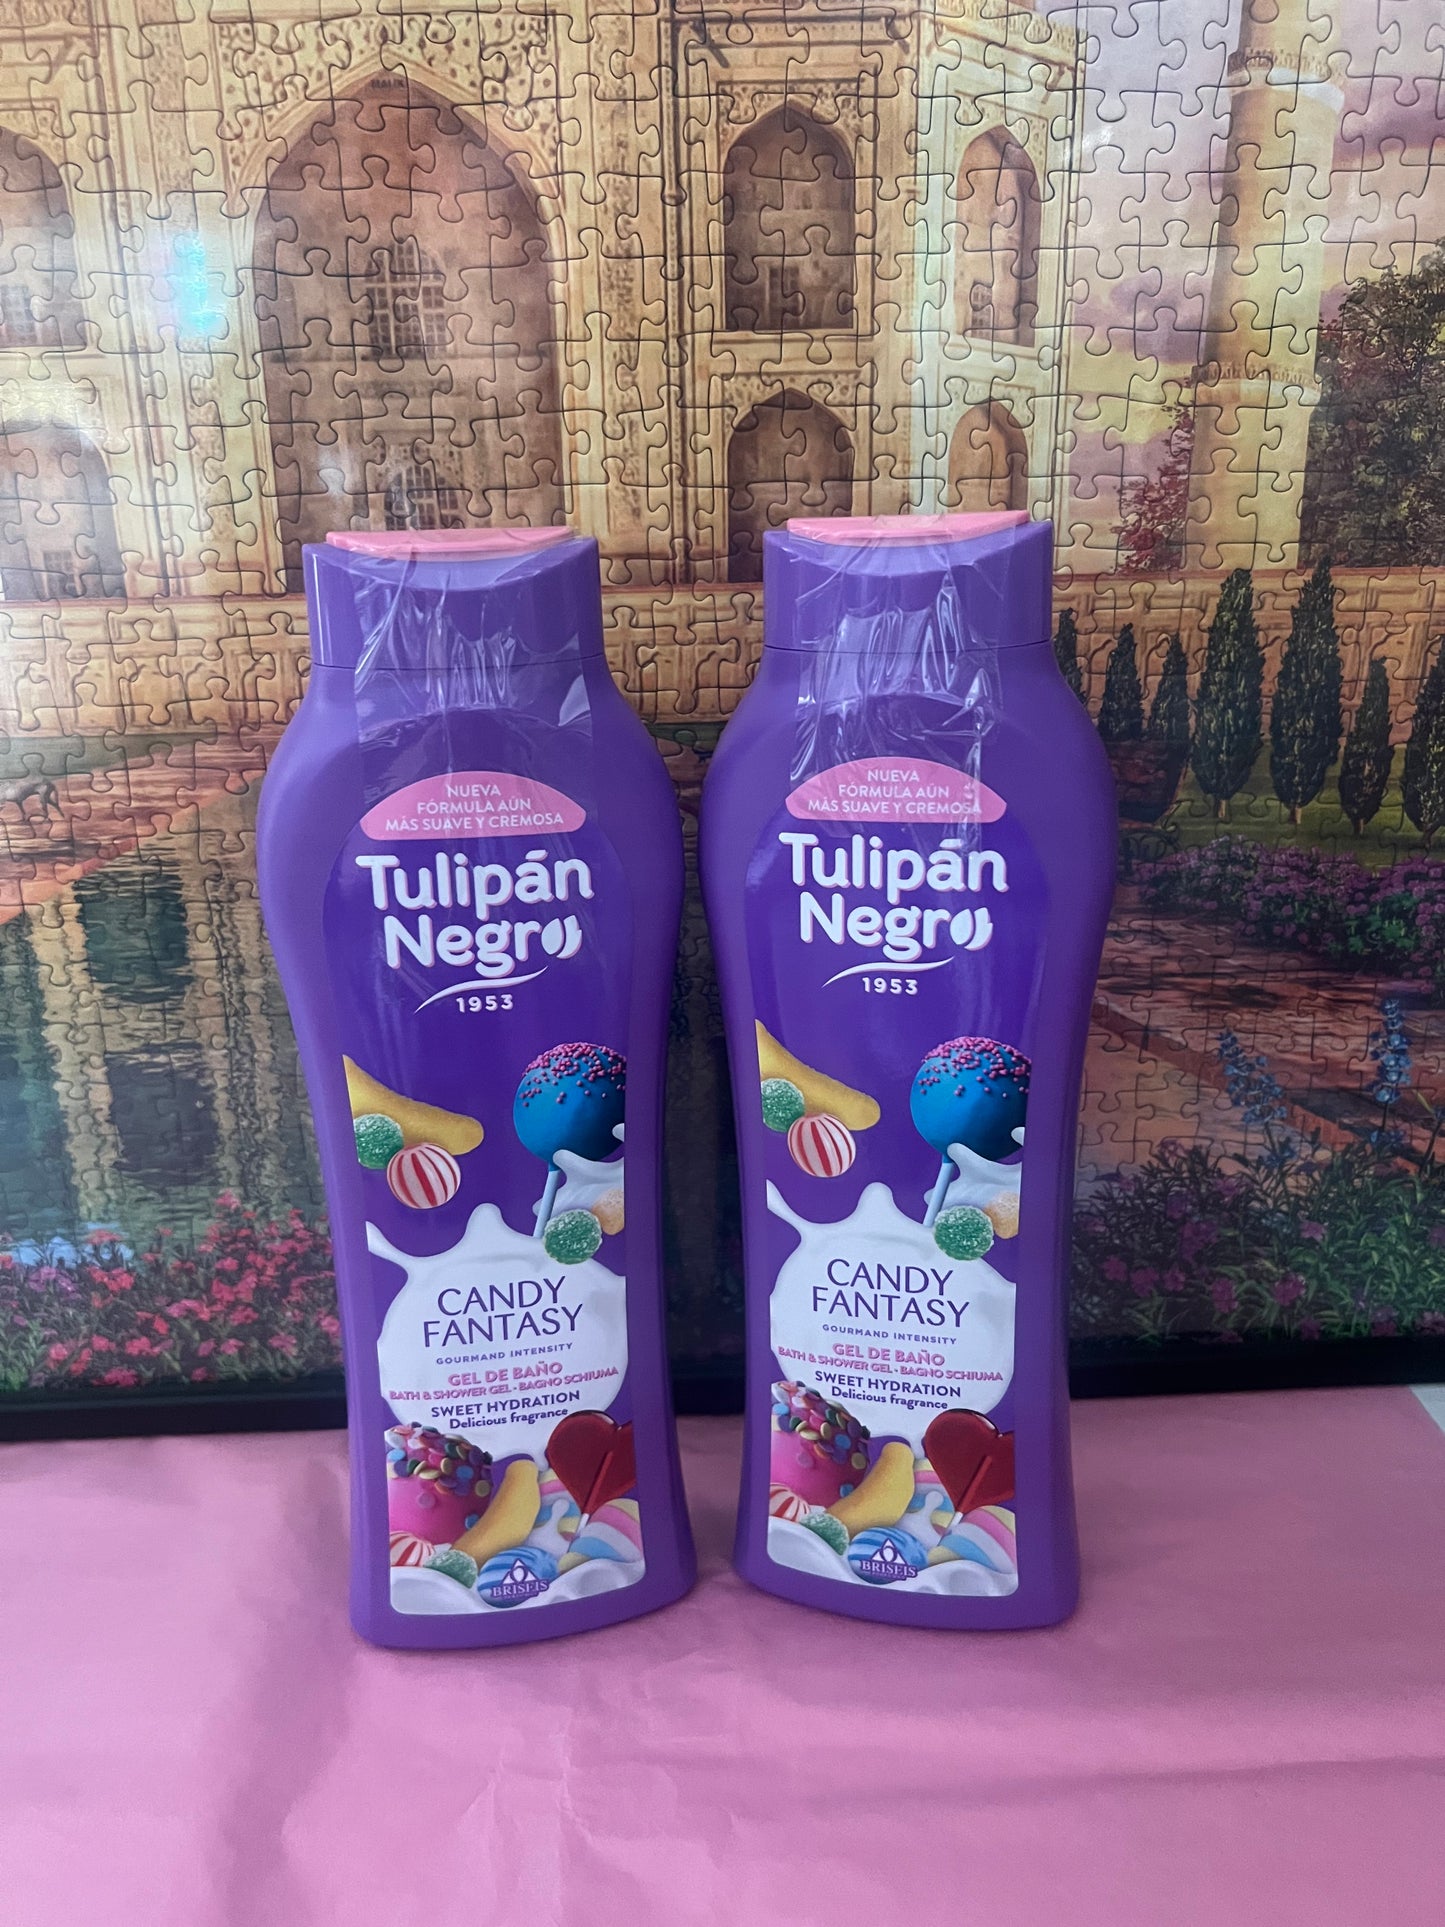 NUEVA
FÓRMULA AÚN
MÁS SUAVE Y CREMOSA
Tulipán
Negro
1953
CANDY
FANTASY
GOURMAND INTENSITY
GEL DE BAÑO
BATH & SHOWER GEL - BAGNO SCHIUMA
SWEET HYDRATION
Delicious fragrance
BRISEIS
NUEVA
FÓRMULA AÚN
MÁS SUAVE Y CREMOSA
Tulipán
Negro
1953
CANDY
FANTASY
GOURMAND INTENSITY
GEL DE BAÑO
BATH & SHOWER GEL - BAGNO SCHIUMA
SWEET HYDRATION
Delicious fragrance
BRISEIS